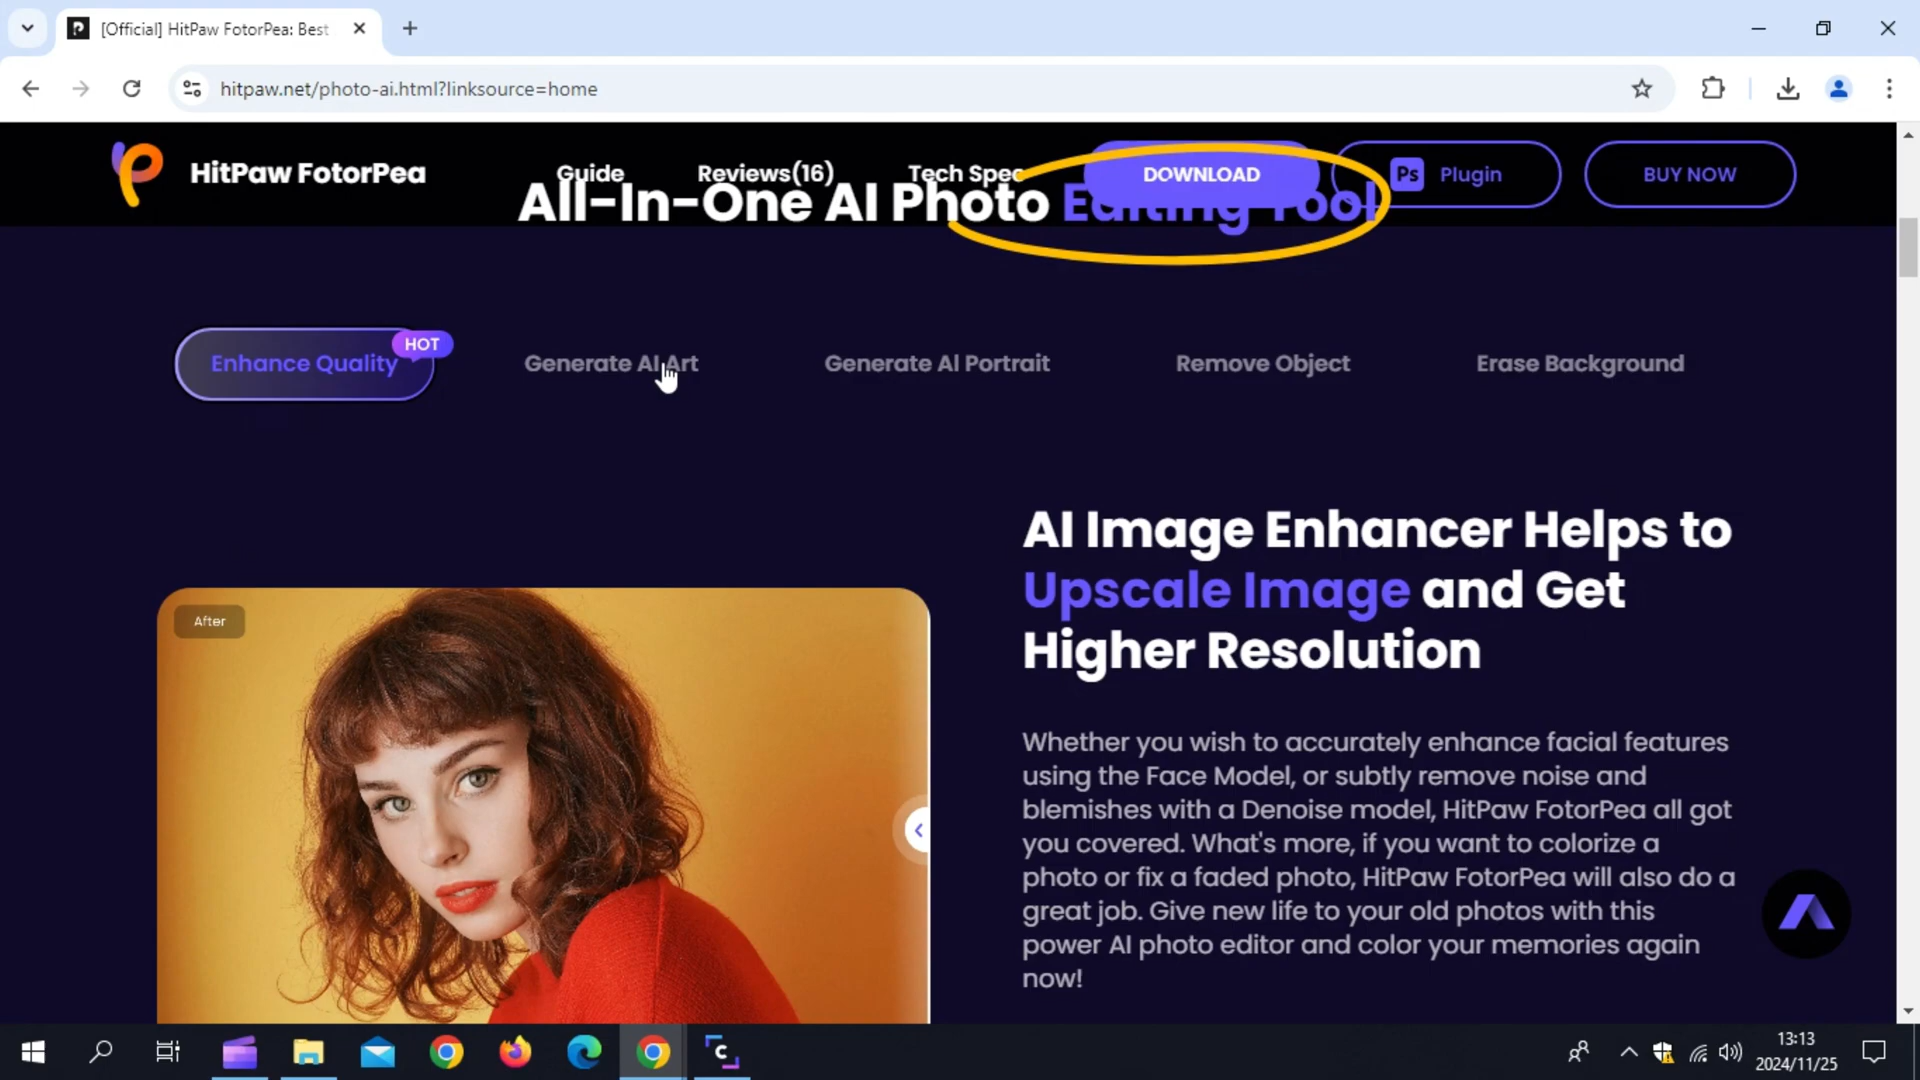 [Official] HitPaw FotorPea: Best
hitpaw.net/photo-ai.html?linksource=home
HitPaw FotorPea
Guide
Reviews(16)
Tech Spec
DOWNLOAD
Ps Plugin
BUY NOW
All-In-One AI Photo Editing Tool
Enhance Quality
HOT
Generate AI Art
Generate AI Portrait
Remove Object
Erase Background
After
AI Image Enhancer Helps to
Upscale Image and Get
Higher Resolution
Whether you wish to accurately enhance facial features
using the Face Model, or subtly remove noise and
blemishes with a Denoise model, HitPaw FotorPea all got
you covered. What's more, if you want to colorize a
photo or fix a faded photo, HitPaw FotorPea will also do a
great job. Give new life to your old photos with this
power AI photo editor and color your memories again
now!
13:13
2024/11/25